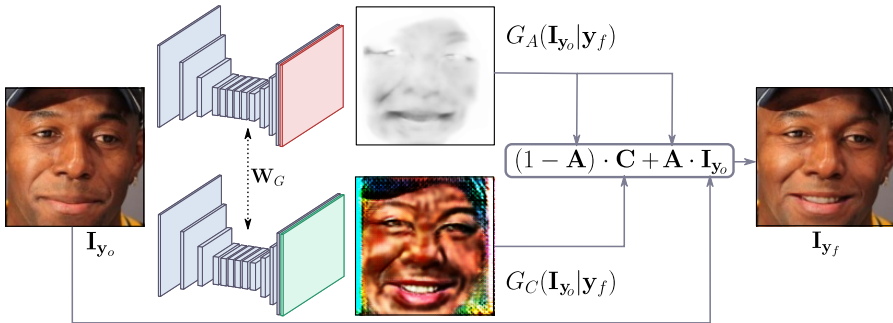 G_A(I_{y_o}|y_f)
(1 − A) · C + A · I_{y_o}
W_G
I_{y_o}
I_{y_f}
G_C(I_{y_o}|y_f)